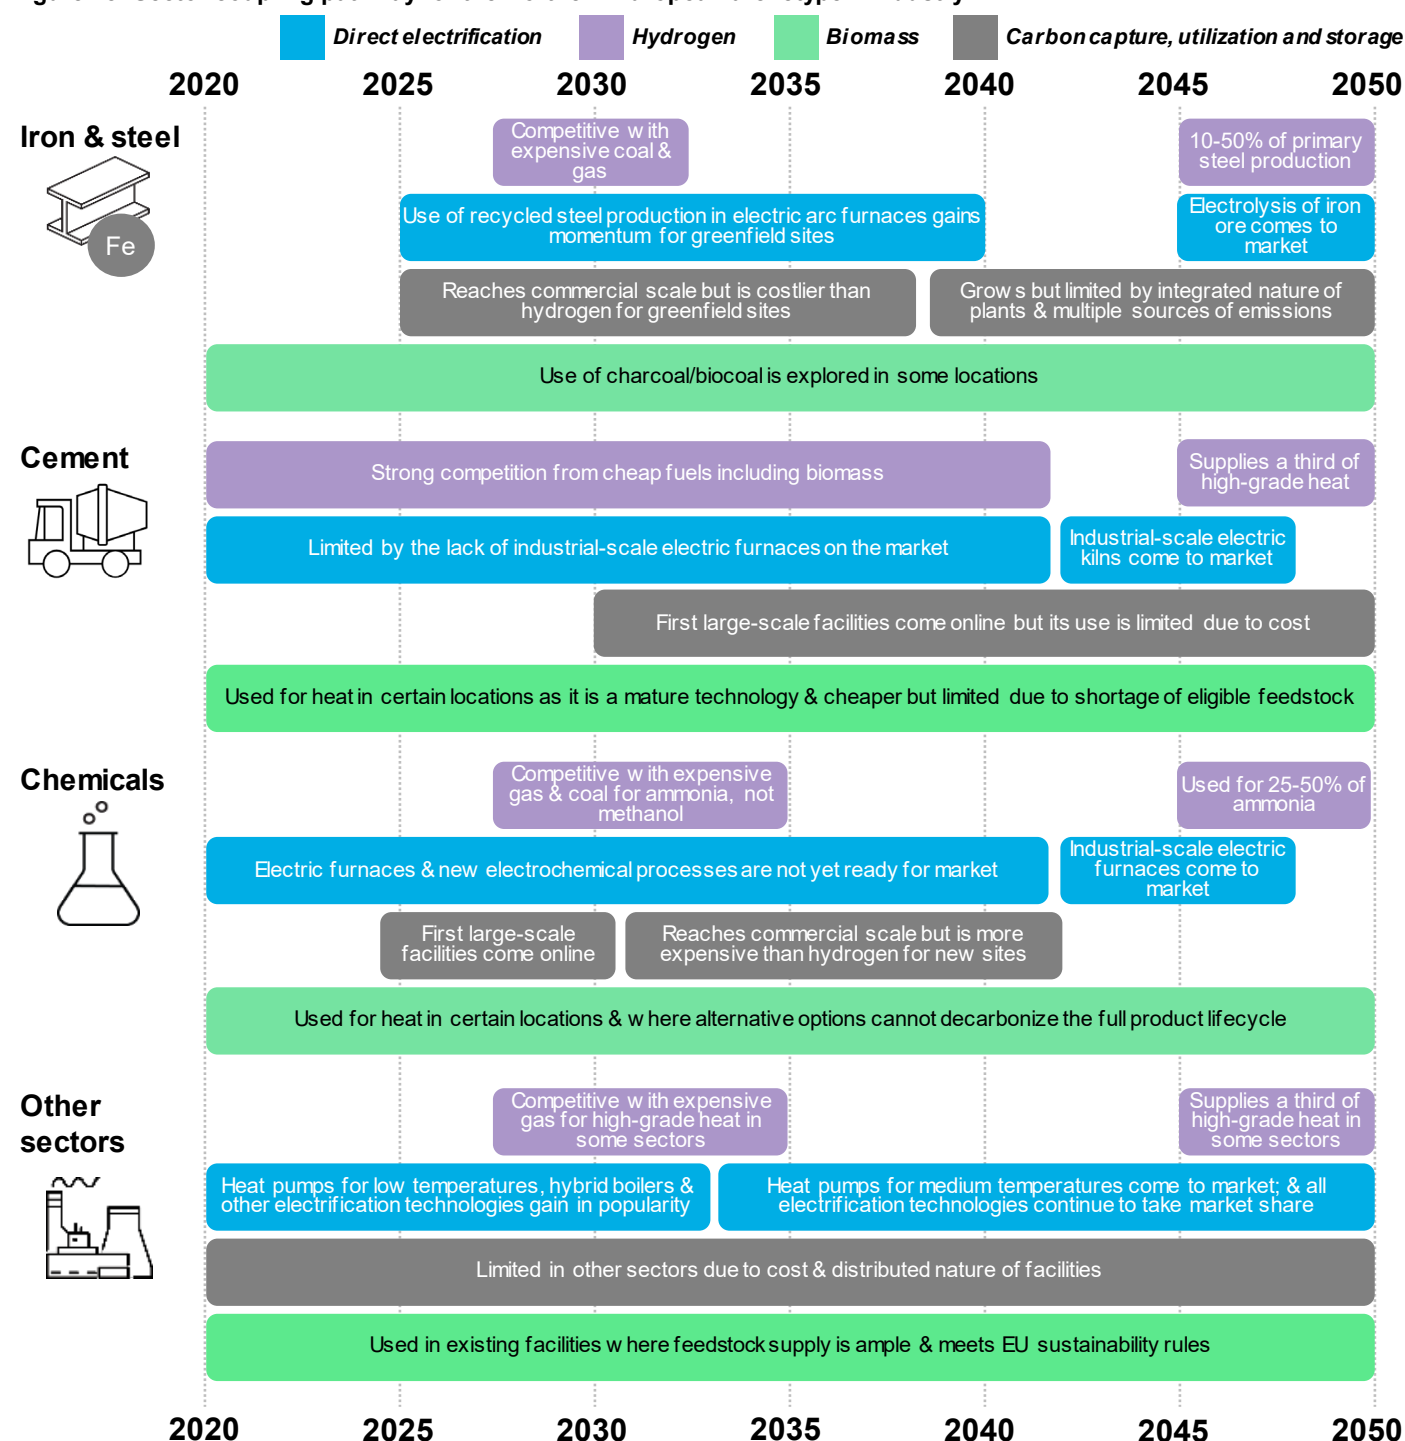 Direct electrification
Hydrogen
Biomass
Carbon capture, utilization and storage
2020 2025 2030 2035 2040 2045 2050
Iron & steel
Fe
Competitive with
expensive coal &
gas
10-50% of primary
steel production
Use of recycled steel production in electric arc furnaces gains
momentum for greenfield sites
Electrolysis of iron
ore comes to
market
Reaches commercial scale but is costlier than
hydrogen for greenfield sites
Grows but limited by integrated nature of
plants & multiple sources of emissions
Use of charcoal/biocoal is explored in some locations
Cement
Strong competition from cheap fuels including biomass
Supplies a third of
high-grade heat
Limited by the lack of industrial-scale electric furnaces on the market
Industrial-scale electric
kilns come to market
First large-scale facilities come online but its use is limited due to cost
Used for heat in certain locations as it is a mature technology & cheaper but limited due to shortage of eligible feedstock
Chemicals
Competitive with expensive
gas & coal for ammonia, not
methanol
Used for 25-50% of
ammonia
Electric furnaces & new electrochemical processes are not yet ready for market
Industrial-scale electric
furnaces come to
market
First large-scale
facilities come online
Reaches commercial scale but is more
expensive than hydrogen for new sites
Used for heat in certain locations & where alternative options cannot decarbonize the full product lifecycle
Other
sectors
Competitive with expensive
gas for high-grade heat in
some sectors
Supplies a third of
high-grade heat in
some sectors
Heat pumps for low temperatures, hybrid boilers &
other electrification technologies gain in popularity
Heat pumps for medium temperatures come to market; & all
electrification technologies continue to take market share
Limited in other sectors due to cost & distributed nature of facilities
Used in existing facilities where feedstock supply is ample & meets EU sustainability rules
2020 2025 2030 2035 2040 2045 2050